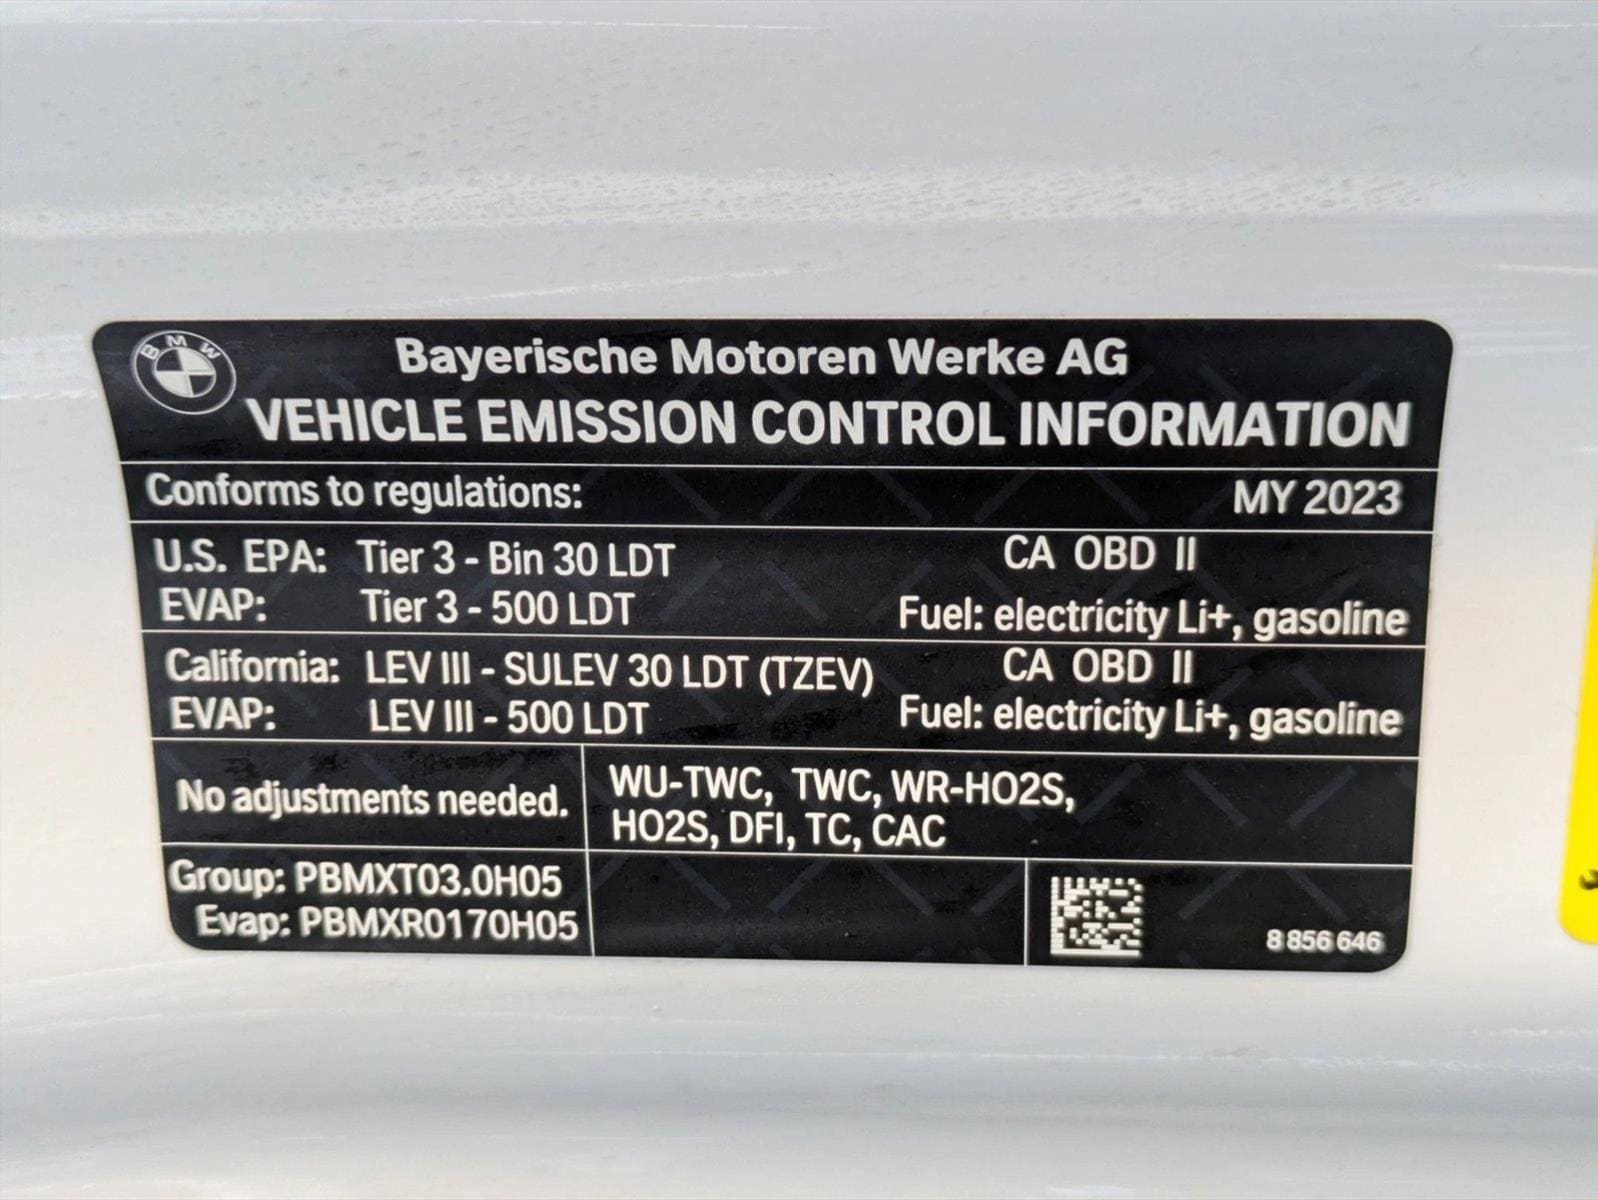 BMW
Bayerische Motoren Werke AG
VEHICLE EMISSION CONTROL INFORMATION
Conforms to regulations: MY 2023
U.S. EPA: Tier 3 - Bin 30 LDT CA OBD II
EVAP: Tier 3 - 500 LDT Fuel: electricity Li+, gasoline
California: LEV III - SULEV 30 LDT (TZEV) CA OBD II
EVAP: LEV III - 500 LDT Fuel: electricity Li+, gasoline
No adjustments needed.
WU-TWC, TWC, WR-HO2S,
HO2S, DFI, TC, CAC
Group: PBMXT03.0H05
Evap: PBMXR0170H05
8 856 646